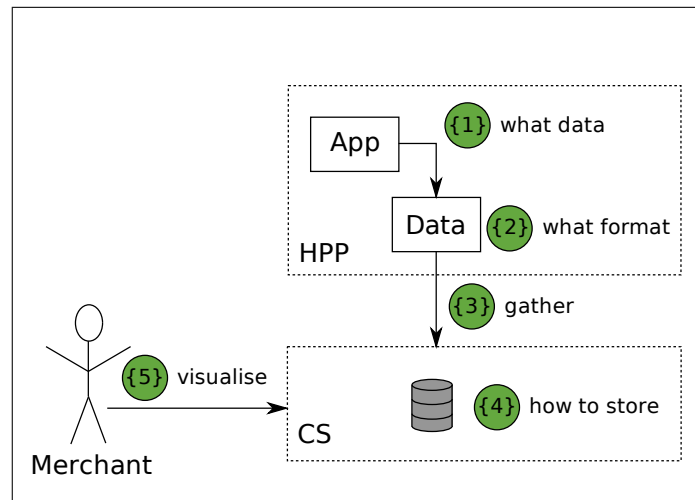 {1} what data
App
Data
{2} what format
HPP
{3} gather
{5} visualise
{4} how to store
CS
Merchant